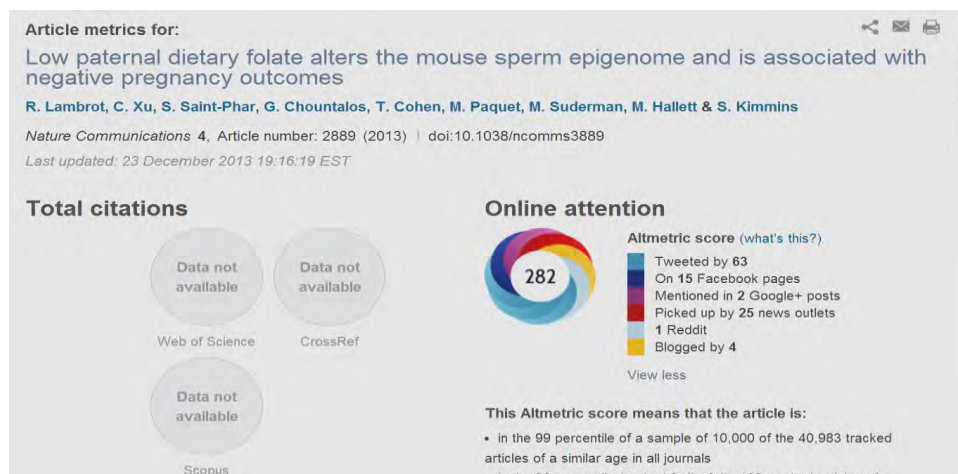 Article metrics for:
Low paternal dietary folate alters the mouse sperm epigenome and is associated with
negative pregnancy outcomes
R. Lambrot, C. Xu, S. Saint-Phar, G. Chountalos, T. Cohen, M. Paquet, M. Suderman, M. Hallett & S. Kimmins
Nature Communications 4, Article number: 2889 (2013) | doi:10.1038/ncomms3889
Last updated: 23 December 2013 19:16:19 EST
Total citations
Data not
available
Web of Science
Data not
available
CrossRef
Data not
available
Scopus
Online attention
282
Altmetric score (what's this?)
Tweeted by 63
On 15 Facebook pages
Mentioned in 2 Google+ posts
Picked up by 25 news outlets
1 Reddit
Blogged by 4
View less
This Altmetric score means that the article is:
• in the 99 percentile of a sample of 10,000 of the 40,983 tracked
articles of a similar age in all journals